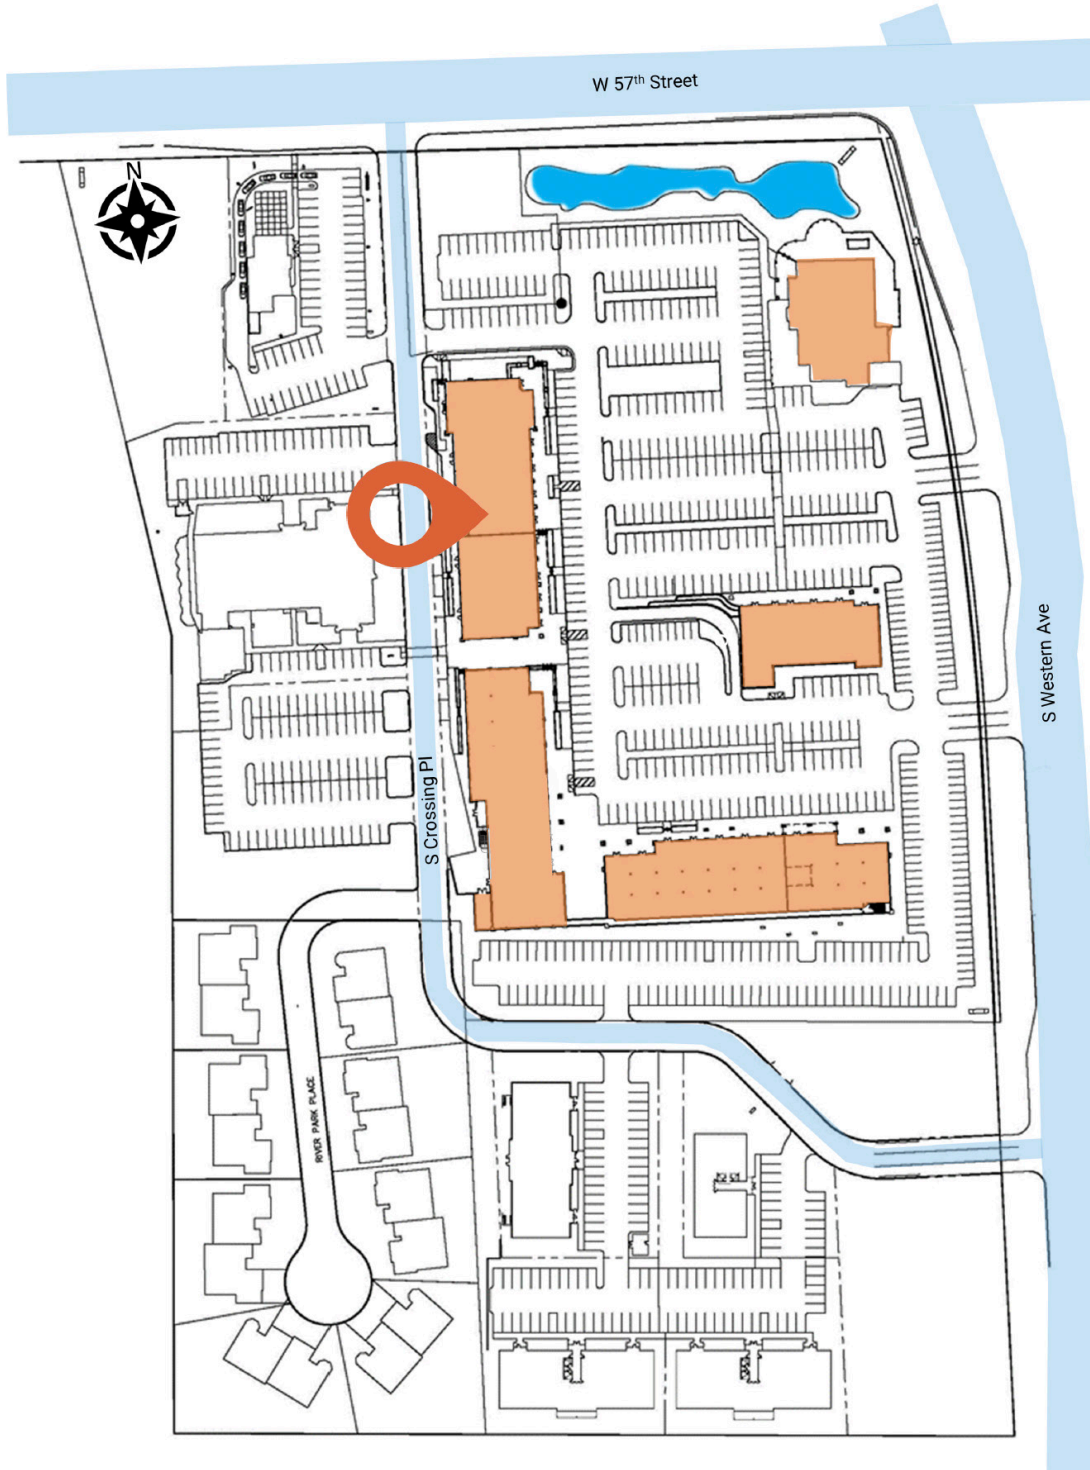 W 57th Street
N
S Western Ave
S Crossing Pl
RIVER PARK PLACE